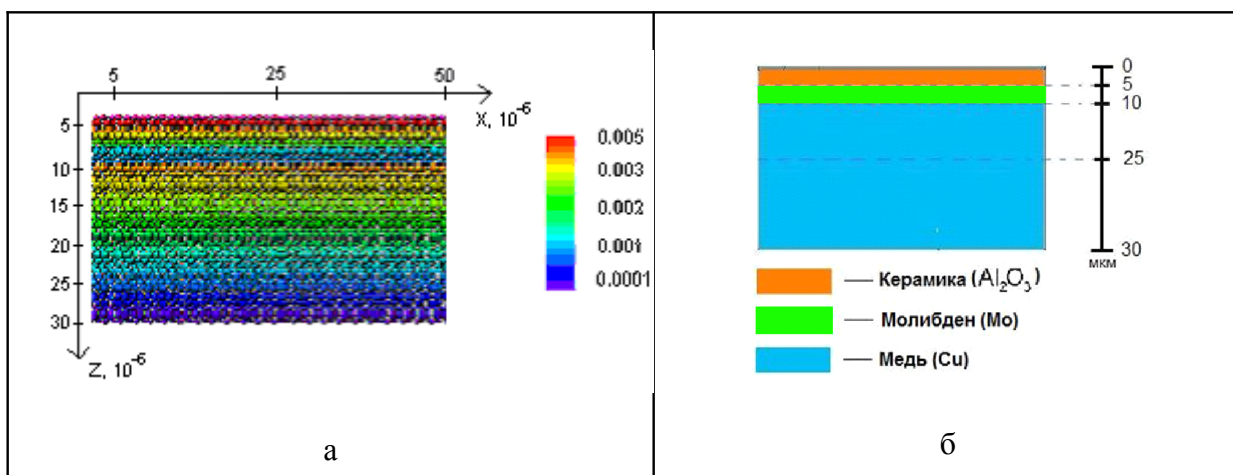 5 25 50
X, 10⁻⁶
5
10
15
20
25
30
Z, 10⁻⁶
0.005
0.003
0.002
0.001
0.0001
а
0
5
10
25
30
мкм
Керамика (Al₂O₃)
Молибден (Mo)
Медь (Cu)
б